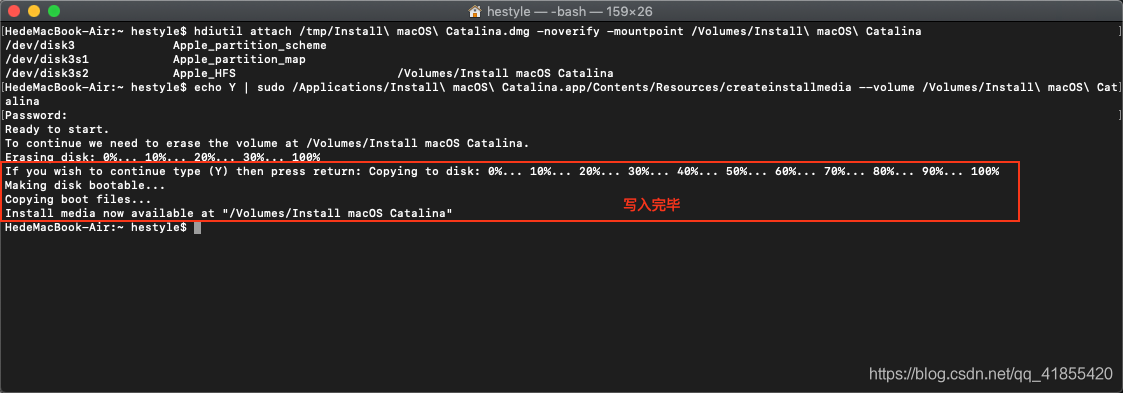 hestyle — -bash — 159×26
[HedeMacBook-Air:~ hestyle$ hdiutil attach /tmp/Install\ macOS\ Catalina.dmg -noverify -mountpoint /Volumes/Install\ macOS\ Catalina ]
/dev/disk3 Apple_partition_scheme
/dev/disk3s1 Apple_partition_map
/dev/disk3s2 Apple_HFS /Volumes/Install macOS Catalina
[HedeMacBook-Air:~ hestyle$ echo Y | sudo /Applications/Install\ macOS\ Catalina.app/Contents/Resources/createinstallmedia --volume /Volumes/Install\ macOS\ Cat]
alina
[Password: ]
Ready to start.
To continue we need to erase the volume at /Volumes/Install macOS Catalina.
Erasing disk: 0%... 10%... 20%... 30%... 100%
If you wish to continue type (Y) then press return: Copying to disk: 0%... 10%... 20%... 30%... 40%... 50%... 60%... 70%... 80%... 90%... 100%
Making disk bootable...
Copying boot files...
Install media now available at "/Volumes/Install macOS Catalina"
写入完毕
HedeMacBook-Air:~ hestyle$
https://blog.csdn.net/qq_41855420